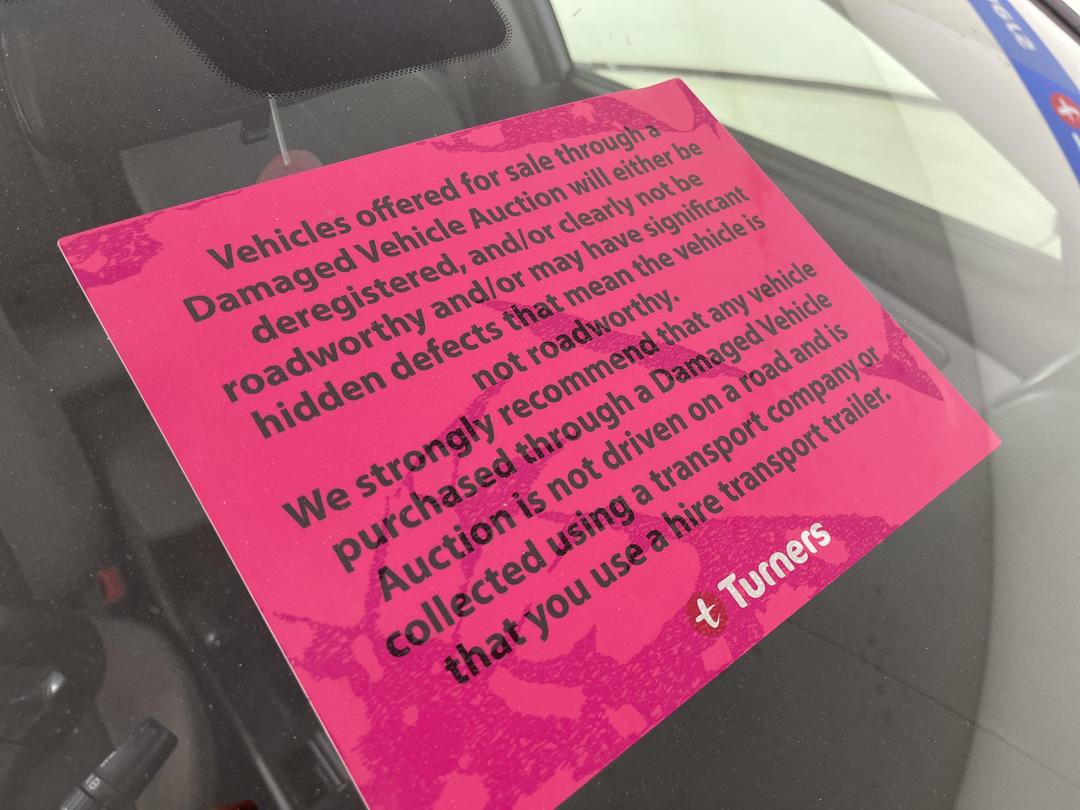 Vehicles offered for sale through a
Damaged Vehicle Auction will either be
deregistered, and/or clearly not be
roadworthy and/or may have significant
hidden defects that mean the vehicle is
not roadworthy.
We strongly recommend that any vehicle
purchased through a Damaged Vehicle
Auction is not driven on a road and is
collected using a transport company or
that you use a hire transport trailer.
t Turners